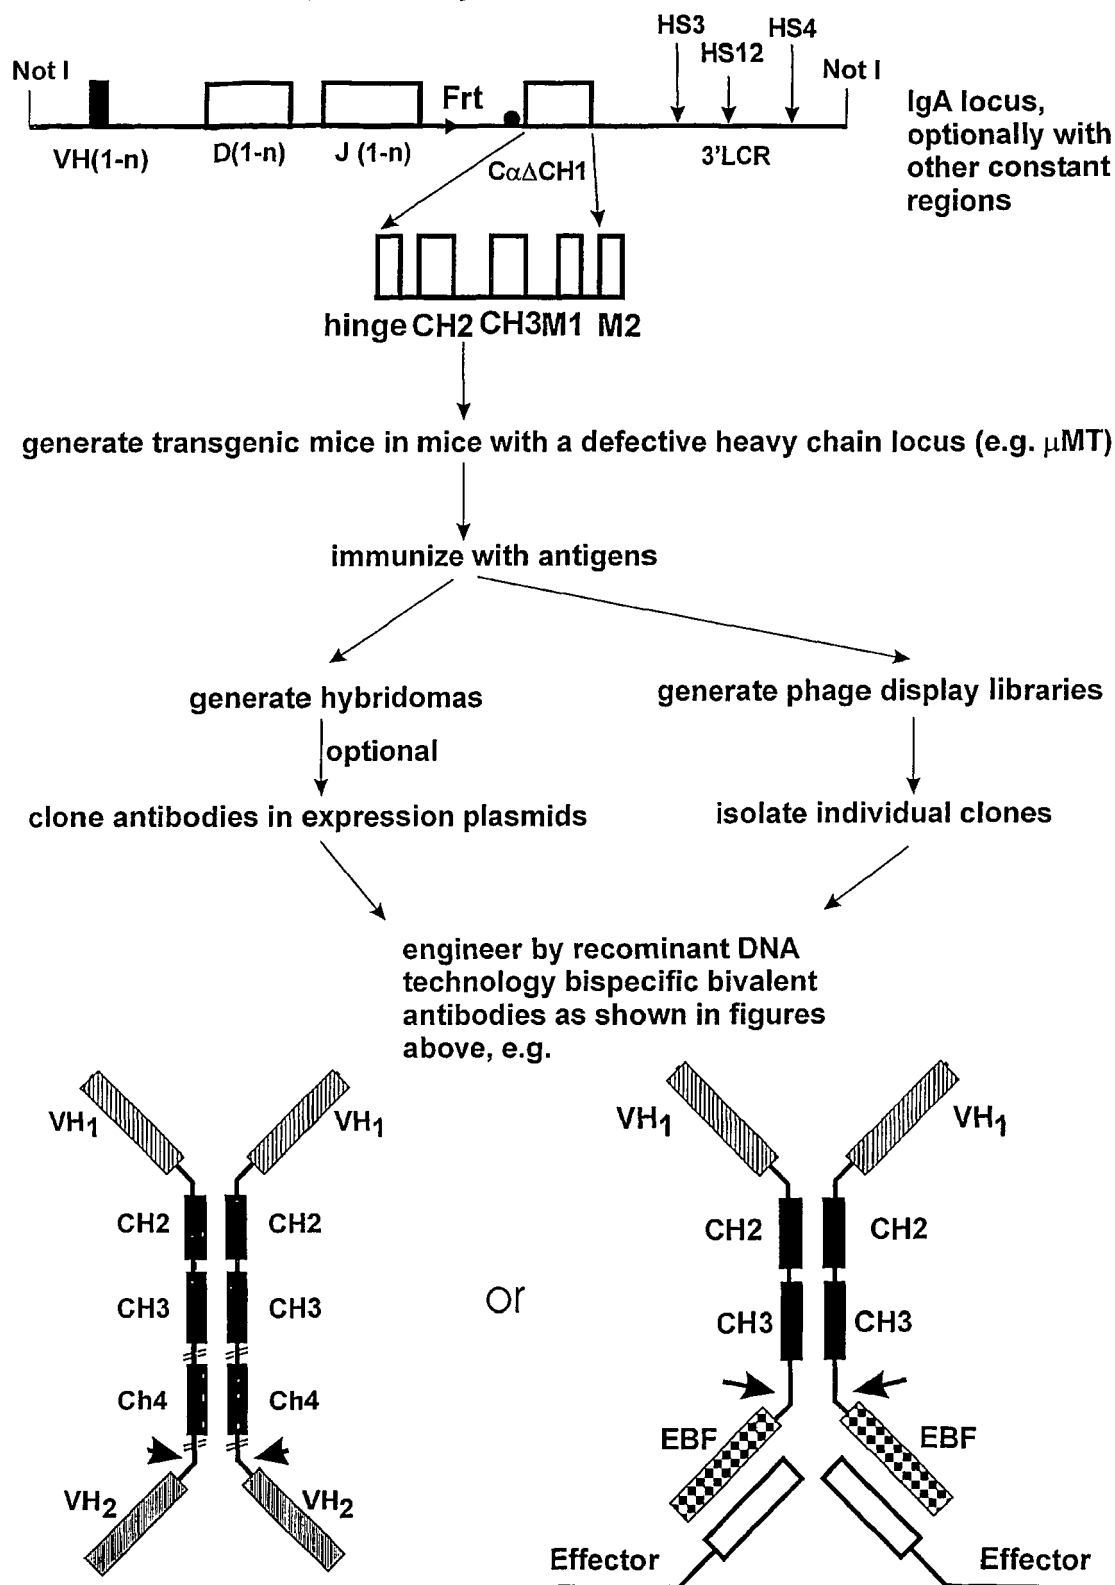 HS3
HS4
HS12
Not I
Not I
Frt
IgA locus,
optionally with
other constant
regions
VH(1-n)
D(1-n)
J (1-n)
CαΔCH1
3'LCR
hinge CH2 CH3M1 M2
generate transgenic mice in mice with a defective heavy chain locus (e.g. μMT)
immunize with antigens
generate hybridomas
generate phage display libraries
optional
clone antibodies in expression plasmids
isolate individual clones
engineer by recominant DNA
technology bispecific bivalent
antibodies as shown in figures
above, e.g.
VH1
VH1
VH1
VH1
CH2
CH2
CH2
CH2
or
CH3
CH3
CH3
CH3
Ch4
Ch4
EBF
EBF
VH2
VH2
Effector
Effector